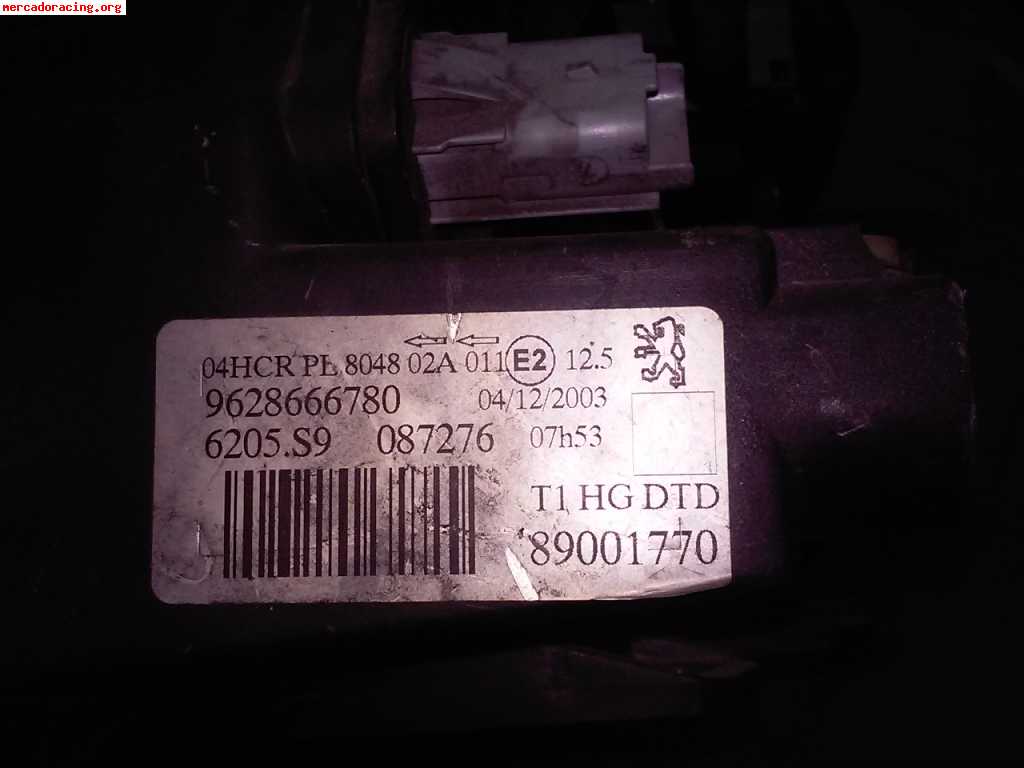 mercadoracing.org
04HCR PL 8048 02A 011 E2 12.5
9628666780 04/12/2003
6205.S9 087276 07h53
T1 HG DTD
89001770